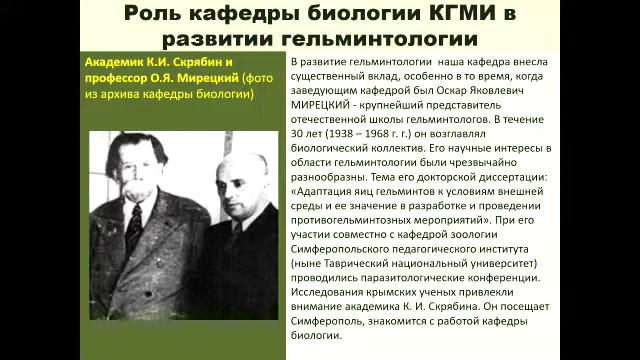 Роль кафедры биологии КГМИ в
развитии гельминтологии
Академик К.И. Скрябин и
профессор О.Я. Мирецкий (фото
из архива кафедры биологии)
В развитие гельминтологии наша кафедра внесла
существенный вклад, особенно в то время, когда
заведующим кафедрой был Оскар Яковлевич
МИРЕЦКИЙ - крупнейший представитель
отечественной школы гельминтологов. В течение
30 лет (1938 – 1968 г. г.) он возглавлял
биологический коллектив. Его научные интересы в
области гельминтологии были чрезвычайно
разнообразны. Тема его докторской диссертации:
«Адаптация яиц гельминтов к условиям внешней
среды и ее значение в разработке и проведении
противогельминтозных мероприятий». При его
участии совместно с кафедрой зоологии
Симферопольского педагогического института
(ныне Таврический национальный университет)
проводились паразитологические конференции.
Исследования крымских ученых привлекли
внимание академика К. И. Скрябина. Он посещает
Симферополь, знакомится с работой кафедры
биологии.